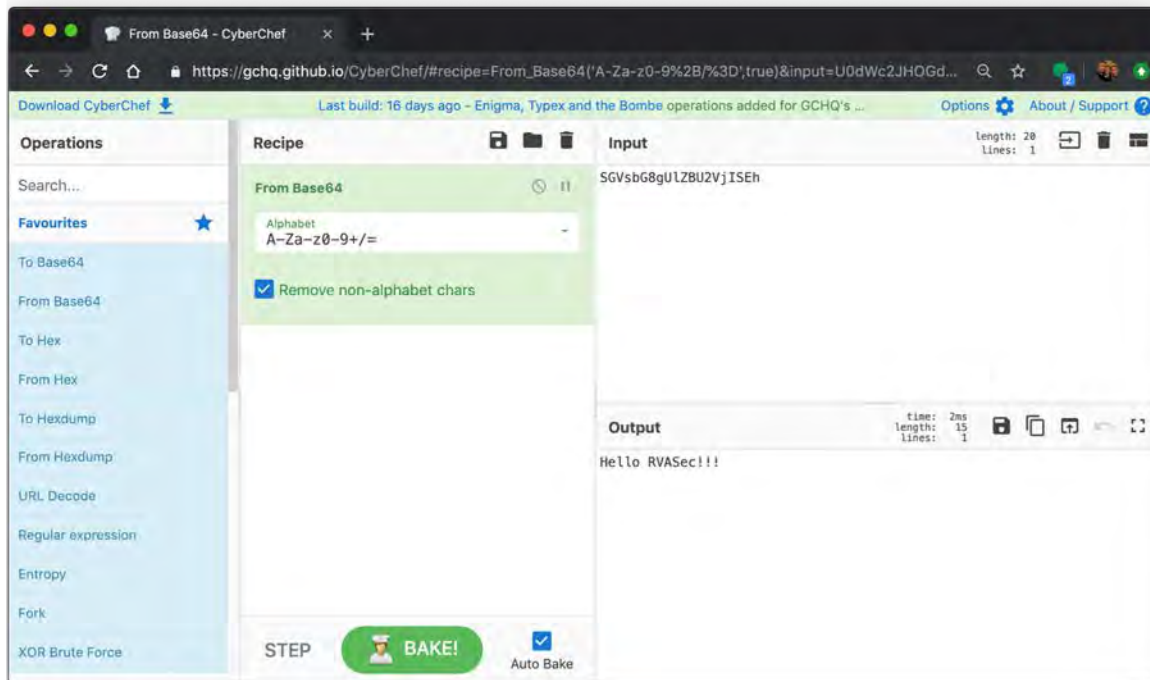 From Base64 - CyberChef × +
https://gchq.github.io/CyberChef/#recipe=From_Base64('A-Za-z0-9%2B/%3D',true)&input=U0dWc2JHOGd...
2
Download CyberChef
Last build: 16 days ago - Enigma, Typex and the Bombe operations added for GCHQ's ...
Options
About / Support
Operations
Search...
Favourites
To Base64
From Base64
To Hex
From Hex
To Hexdump
From Hexdump
URL Decode
Regular expression
Entropy
Fork
XOR Brute Force
Recipe
From Base64
Alphabet
A-Za-z0-9+/=
Remove non-alphabet chars
STEP
BAKE!
Auto Bake
Input
length: 20
lines: 1
SGVsbG8gUlZBU2VjISEh
Output
time: 2ms
length: 15
lines: 1
Hello RVASec!!!